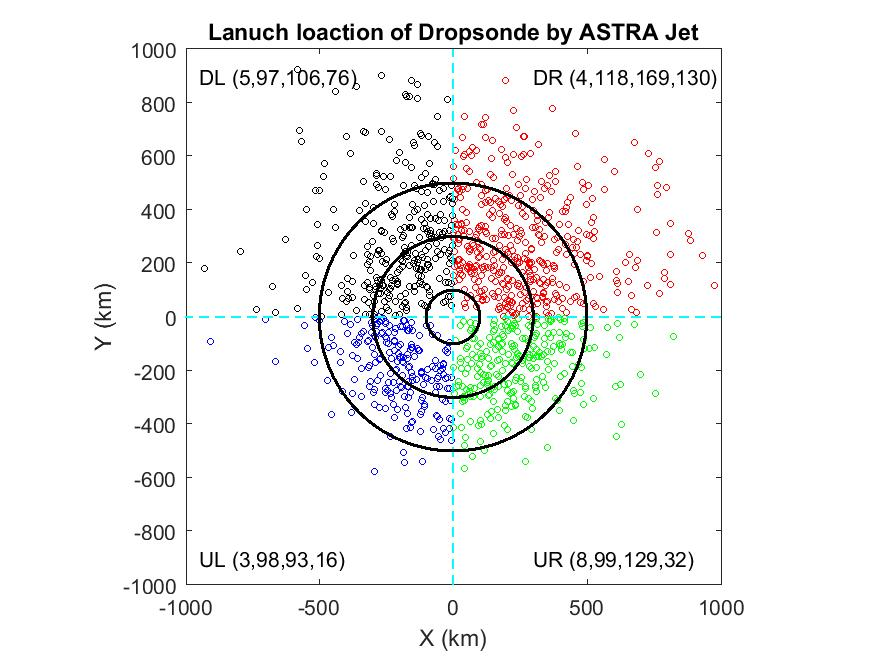 Lanuch loaction of Dropsonde by ASTRA Jet
1000
DL (5,97,106,76)
DR (4,118,169,130)
800
600
400
200
0
-200
-400
-600
-800
-1000
Y (km)
UL (3,98,93,16)
UR (8,99,129,32)
-1000
-500
0
500
1000
X (km)